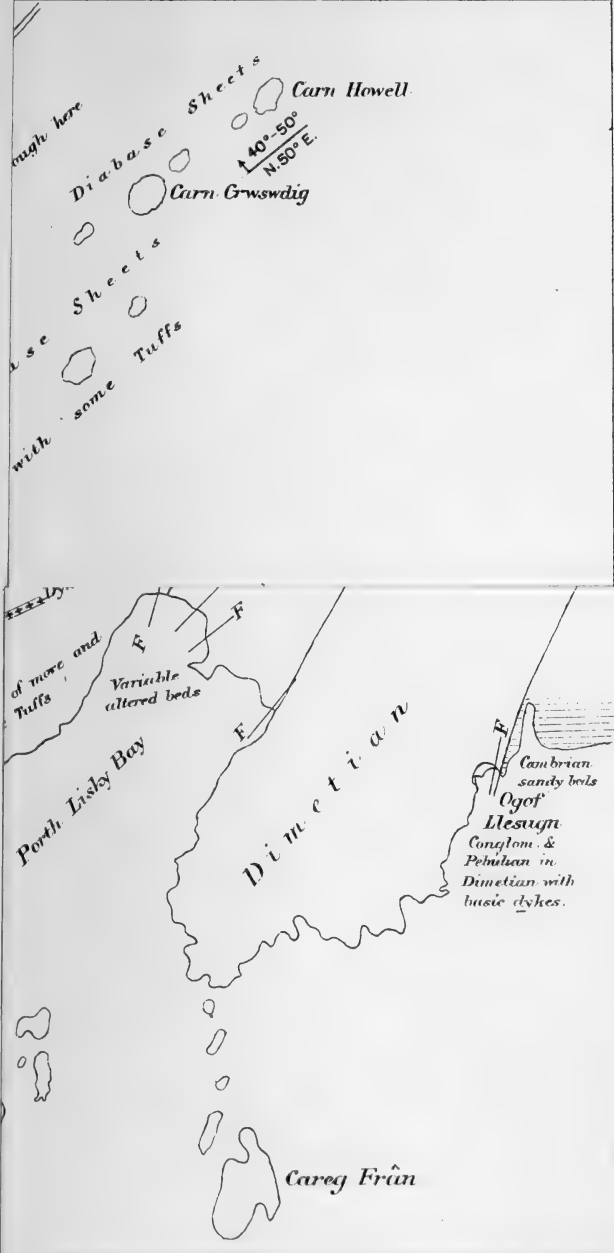 Carn Howell
Diabase Sheets
ough here
40°-50°
N.50°E.
Carn Crwswdig
se Sheets
with some Tuffs
F
F
of more and
Tuffs
Variable
altered beds
F
Porth Lisky Bay
Dimetian
F
Cambrian
sandy beds
Ogof
Llesugn
Conglom. &
Pebidian in
Dimetian with
basic dykes.
Careg Frân